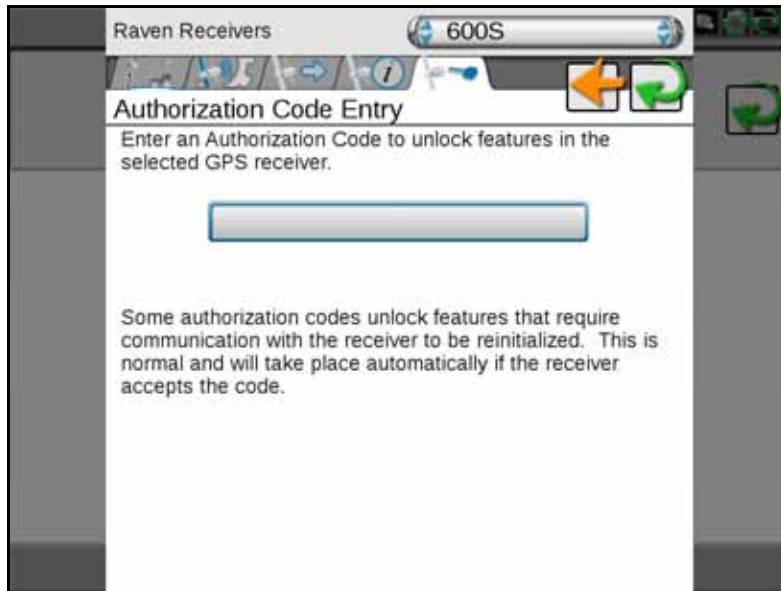 Raven Receivers
600S
i
Authorization Code Entry
Enter an Authorization Code to unlock features in the
selected GPS receiver.
Some authorization codes unlock features that require
communication with the receiver to be reinitialized.  This is
normal and will take place automatically if the receiver
accepts the code.